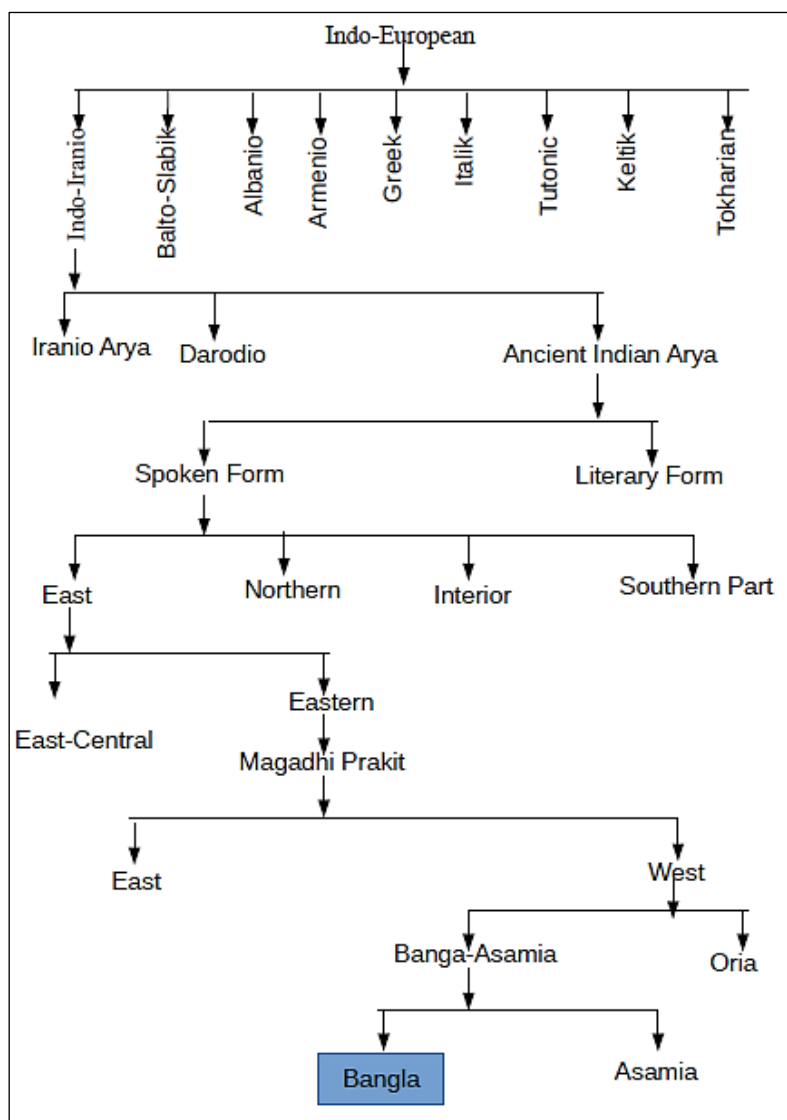 Indo-European
Indo-Iranio
Balto-Slabik
Albanio
Armenio
Greek
Italik
Tutonic
Keltik
Tokharian
Iranio Arya
Darodio
Ancient Indian Arya
Spoken Form
Literary Form
East
Northern
Interior
Southern Part
Eastern
East-Central
Magadhi Prakit
East
West
Banga-Asamia
Oria
Bangla
Asamia